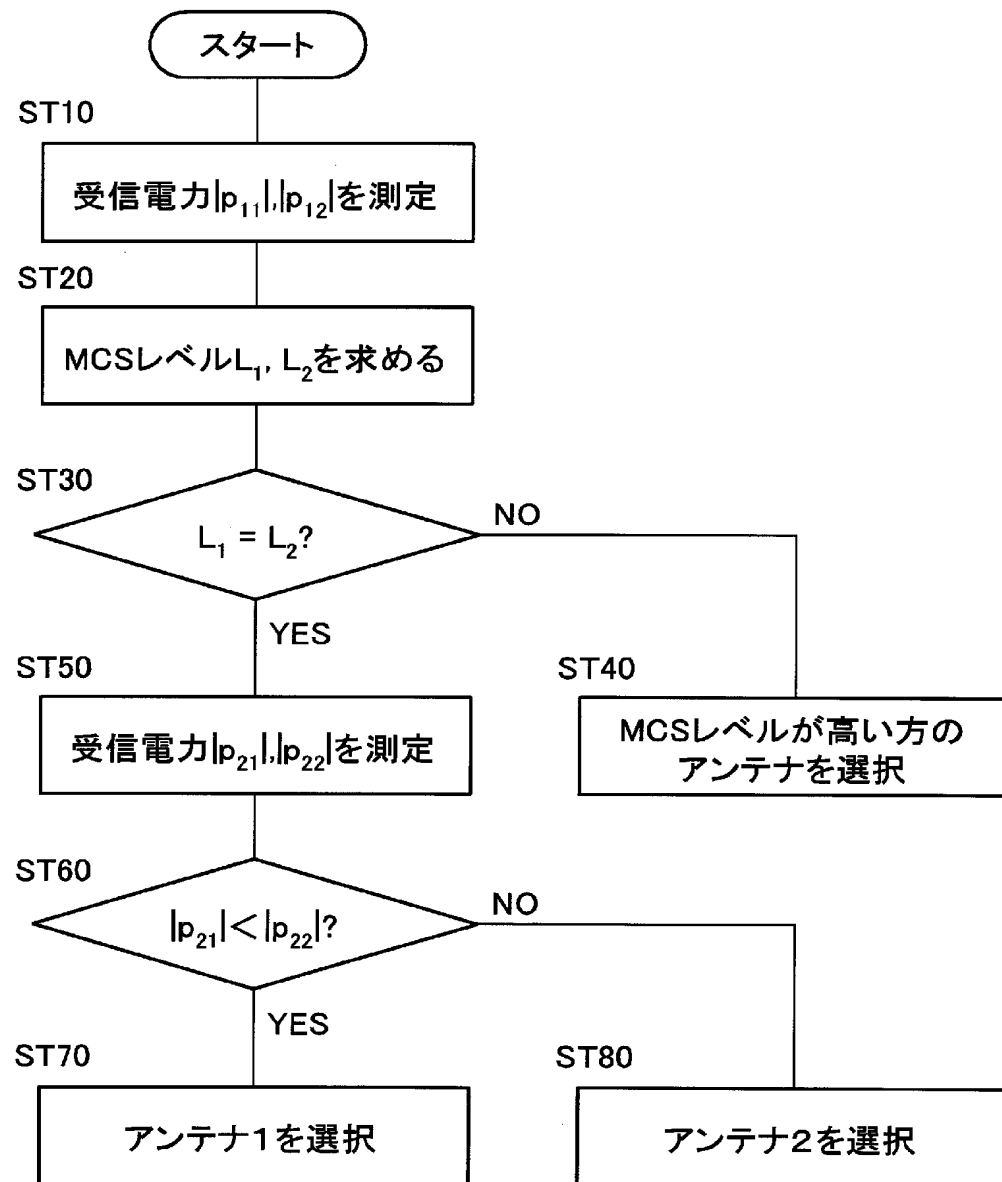 スタート
ST10
受信電力|p₁₁|,|p₁₂|を測定
ST20
MCSレベルL₁, L₂を求める
ST30
L₁ = L₂?
NO
YES
ST50
受信電力|p₂₁|,|p₂₂|を測定
ST40
MCSレベルが高い方の
アンテナを選択
ST60
|p₂₁|＜|p₂₂|?
NO
YES
ST70
アンテナ1を選択
ST80
アンテナ2を選択